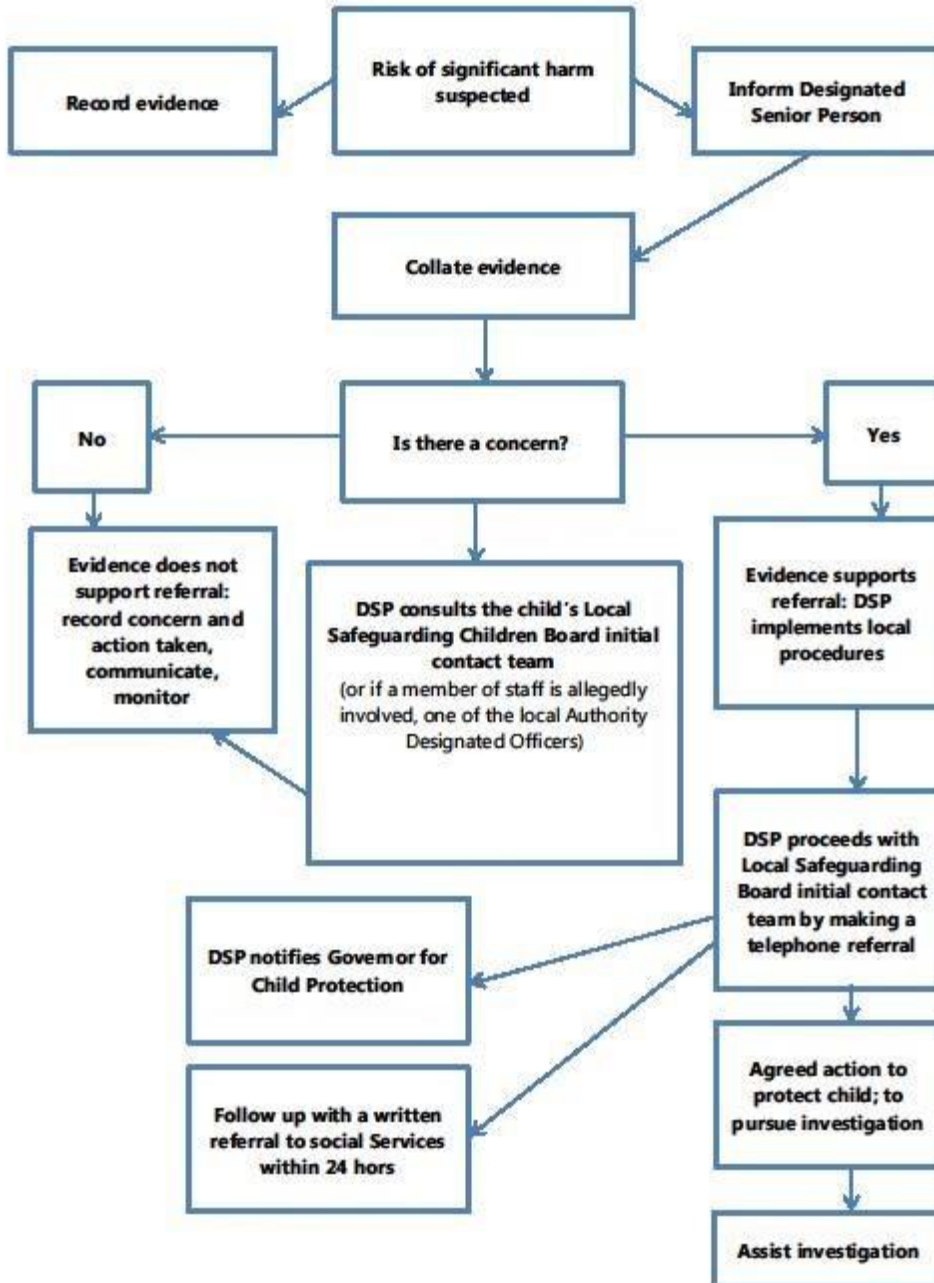 Risk of significant harm
suspected
Record evidence
Inform Designated
Senior Person
Collate evidence
No
Is there a concern?
Yes
Evidence does not
support referral:
record concern and
action taken,
communicate,
monitor
DSP consults the child's Local
Safeguarding Children Board initial
contact team
(or if a member of staff is allegedly
involved, one of the local Authority
Designated Officers)
Evidence supports
referral: DSP
implements local
procedures
DSP proceeds with
Local Safeguarding
Board initial contact
team by making a
telephone referral
DSP notifies Governor for
Child Protection
Follow up with a written
referral to social Services
within 24 hors
Agreed action to
protect child; to
pursue investigation
Assist investigation